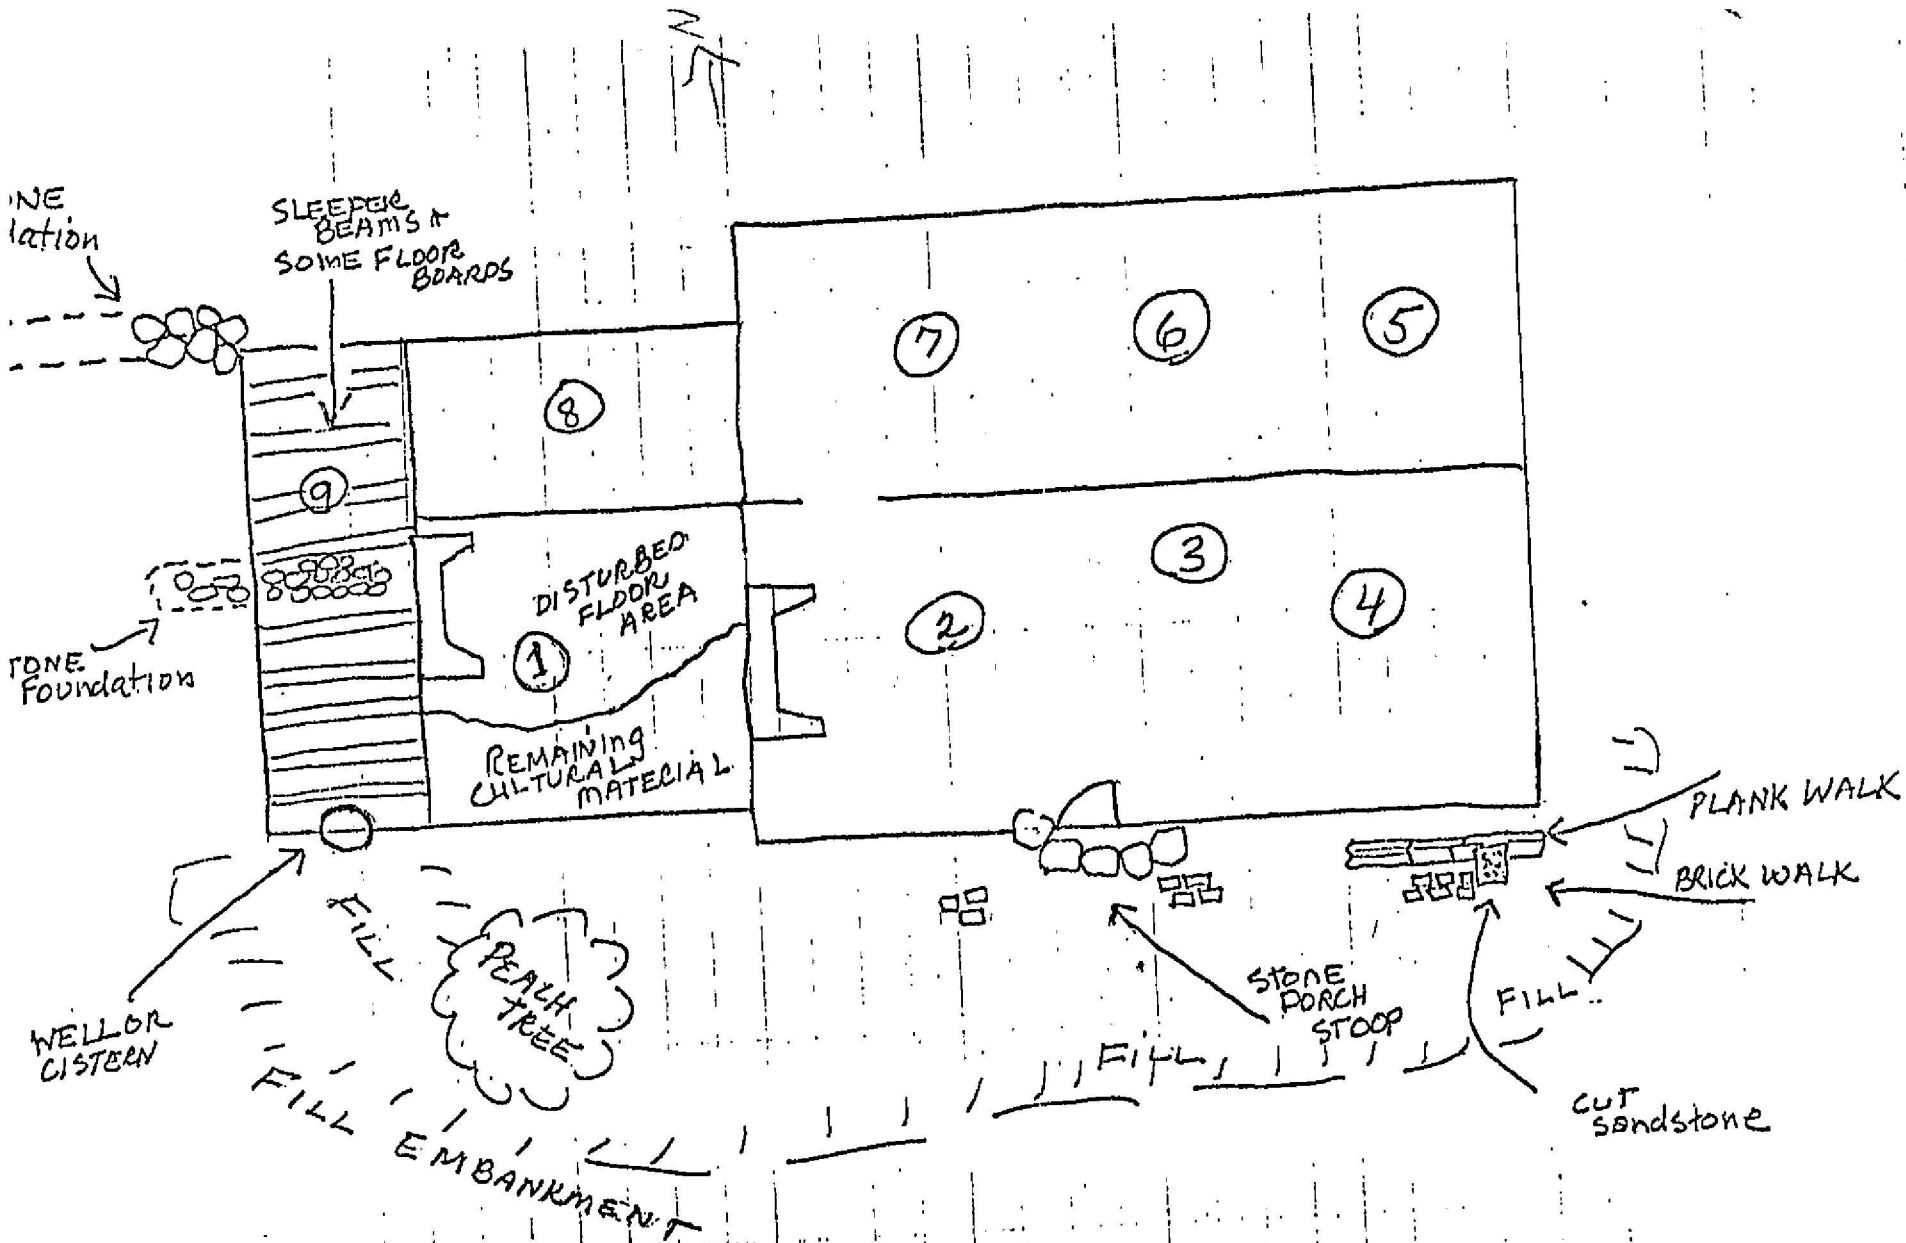 N
NE
lation
SLEEPER
BEAMS &
SOME FLOOR
BOARDS
7
6
5
8
9
3
DISTURBED
FLOOR
AREA
2
4
1
TONE
Foundation
REMAINING
CULTURAL
MATERIAL
PLANK WALK
BRICK WALK
FILL
PEACH
TREE
STONE
PORCH
STOOP
FILL
WELL OR
CISTERN
FILL
FILL EMBANKMENT
CUT
Sandstone